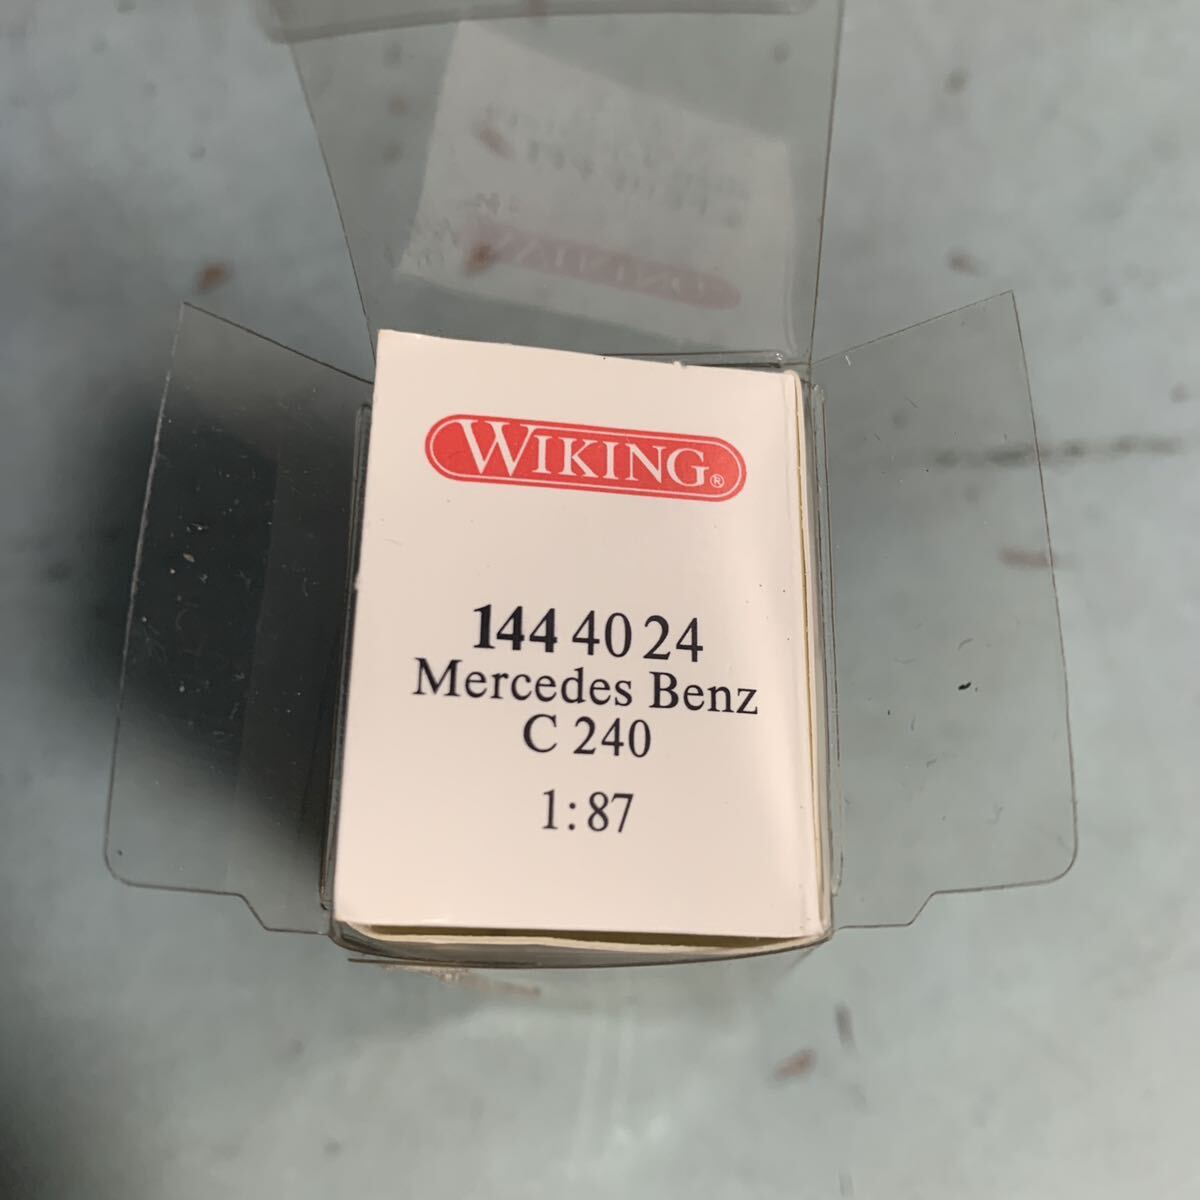 WIKING®
144 40 24
Mercedes Benz
C 240
1:87